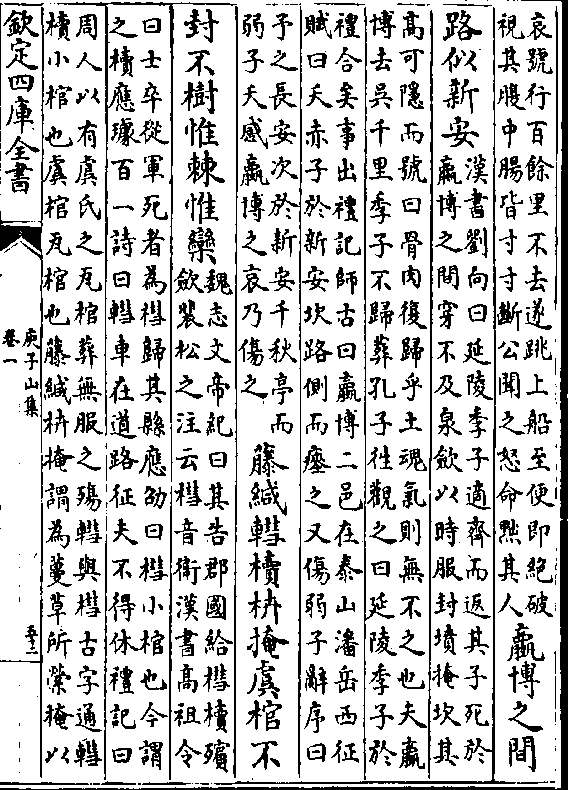 哀號行百餘里不去遂跳上船至便即絕破
視其腹中腸皆寸寸斷公聞之怒命黜其人
羸博之間
路似新安
漢書劉向曰延陵季子適齊而返其子死於
羸博之間穿不及泉歛以時服封墳掩坎其
高可隱而號曰骨肉復歸乎土魂氣則無不之也夫羸
博去吳千里季子不歸葬孔子往觀之曰延陵季子於
禮合矣事出禮記師古曰羸博二邑在泰山潘岳西征
賦曰夭赤子於新安坎路側而瘞之又傷弱子辭序曰
予之長安次於新安千秋亭而
弱子夭感羸博之哀乃傷之
藤緘轊櫝枿掩虞棺不
封不樹惟棘惟欒
魏志文帝紀曰其告郡國給槥櫝殯
歛裴松之注云槥音衛漢書高祖令
曰士卒從軍死者為槥歸其縣應劭曰槥小棺也今謂
之櫝應璩百一詩曰轊車在道路征夫不得休禮記曰
周人以有虞氏之瓦棺葬無服之殤轊與槥古字通轊
櫝小棺也虞棺瓦棺也藤緘枿掩謂為蔓草所縈掩以
欽定四庫全書
庾子山集
卷一